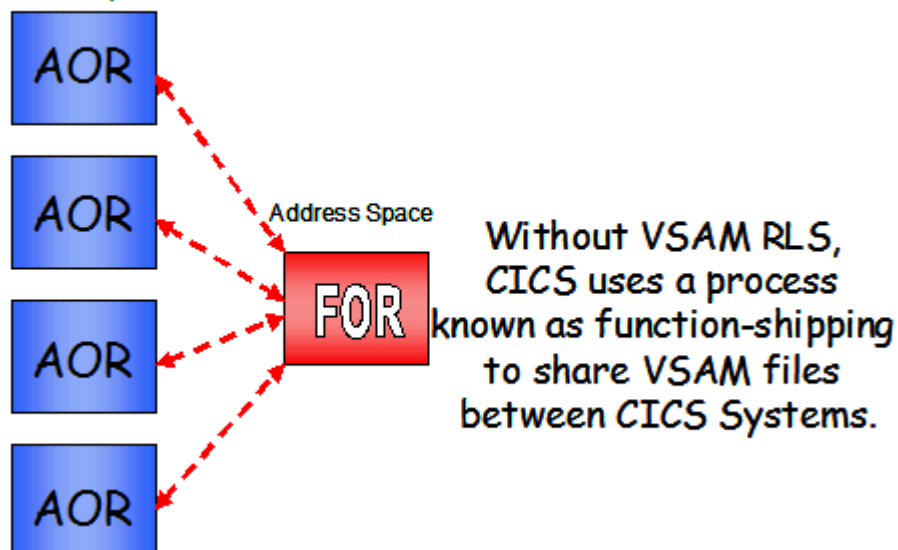 AOR
AOR
Address Space
FOR
AOR
AOR
Without VSAM RLS,
CICS uses a process
known as function-shipping
to share VSAM files
between CICS Systems.